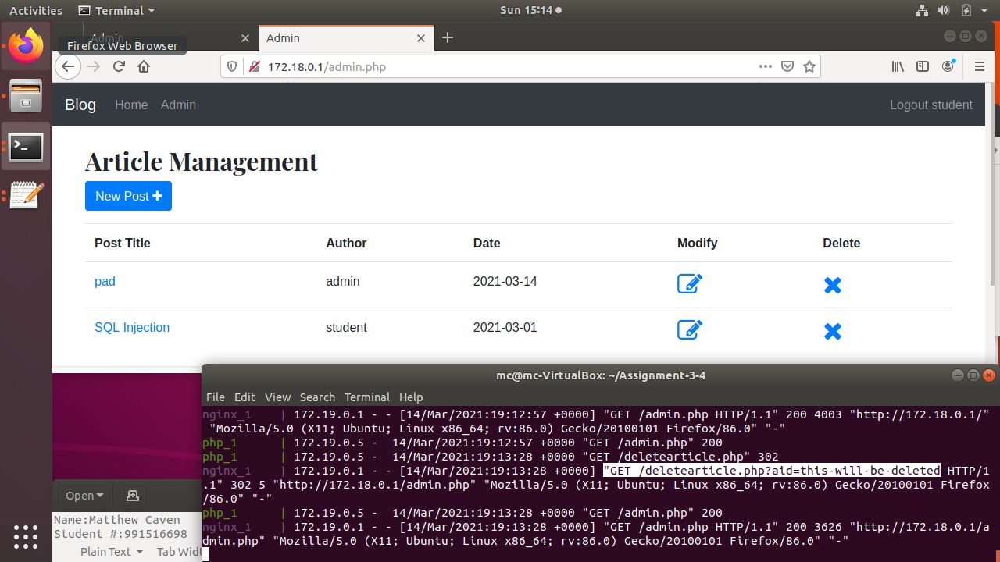 Activities Terminal Sun 15:14
Admin Admin
Firefox Web Browser
172.18.0.1/admin.php
Blog Home Admin Logout student
Article Management
New Post
Post Title Author Date Modify Delete
pad admin 2021-03-14
SQL Injection student 2021-03-01
mc@mc-VirtualBox: ~/Assignment-3-4
File Edit View Search Terminal Help
nginx_1 | 172.19.0.1 - - [14/Mar/2021:19:12:57 +0000] "GET /admin.php HTTP/1.1" 200 4003 "http://172.18.0.1/"
"Mozilla/5.0 (X11; Ubuntu; Linux x86_64; rv:86.0) Gecko/20100101 Firefox/86.0" "-"
php_1 | 172.19.0.5 - 14/Mar/2021:19:12:57 +0000 "GET /admin.php" 200
php_1 | 172.19.0.5 - 14/Mar/2021:19:13:28 +0000 "GET /deletearticle.php" 302
nginx_1 | 172.19.0.1 - - [14/Mar/2021:19:13:28 +0000] "GET /deletearticle.php?aid=this-will-be-deleted HTTP/1
.1" 302 5 "http://172.18.0.1/admin.php" "Mozilla/5.0 (X11; Ubuntu; Linux x86_64; rv:86.0) Gecko/20100101 Firefox
/86.0" "-"
php_1 | 172.19.0.5 - 14/Mar/2021:19:13:28 +0000 "GET /admin.php" 200
nginx_1 | 172.19.0.1 - - [14/Mar/2021:19:13:28 +0000] "GET /admin.php HTTP/1.1" 200 3626 "http://172.18.0.1/a
dmin.php" "Mozilla/5.0 (X11; Ubuntu; Linux x86_64; rv:86.0) Gecko/20100101 Firefox/86.0" "-"
Open
Name:Matthew Caven
Student #:991516698
Plain Text Tab Widt